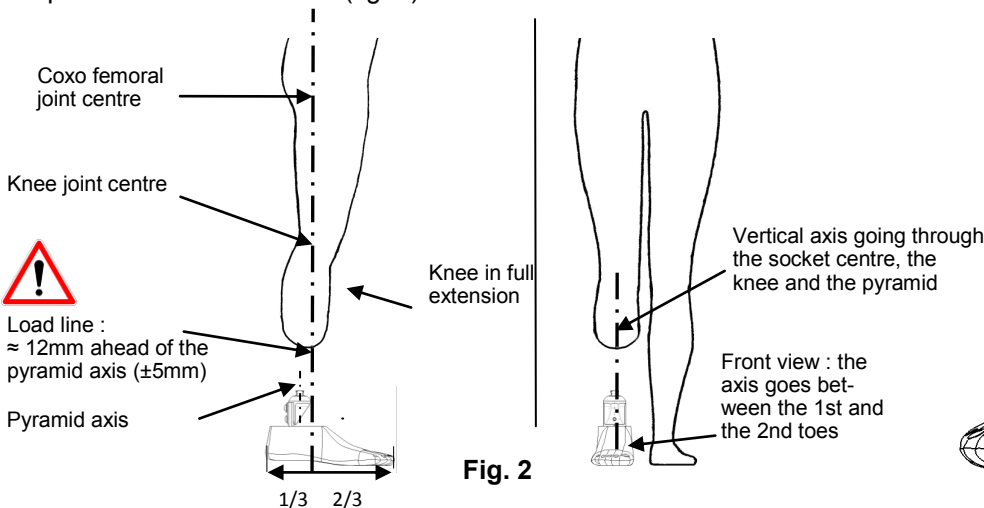 Coxo femoral
joint centre
Knee joint centre
Knee in full
extension
Load line :
≈ 12mm ahead of the
pyramid axis (±5mm)
Pyramid axis
1/3 2/3
Fig. 2
Vertical axis going through
the socket centre, the
knee and the pyramid
Front view : the
axis goes bet-
ween the 1st and
the 2nd toes